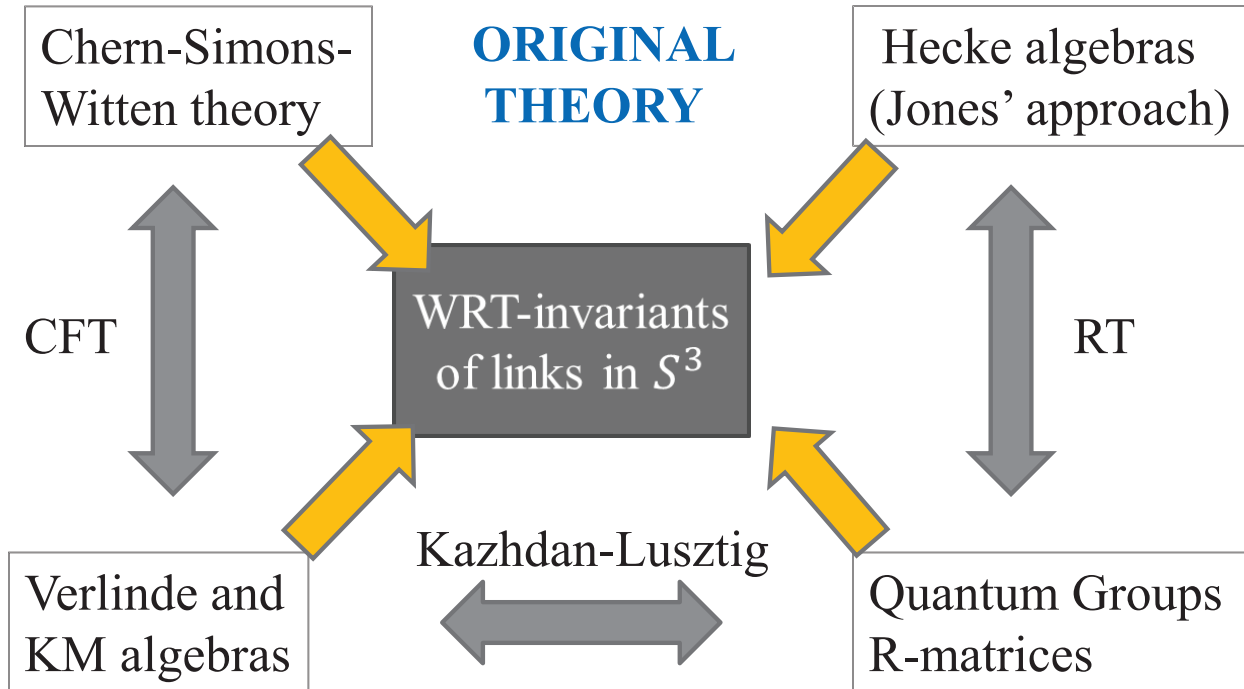 Chern-Simons-
Witten theory
ORIGINAL
THEORY
Hecke algebras
(Jones’ approach)
CFT
WRT-invariants
of links in S³
RT
Kazhdan-Lusztig
Verlinde and
KM algebras
Quantum Groups
R-matrices